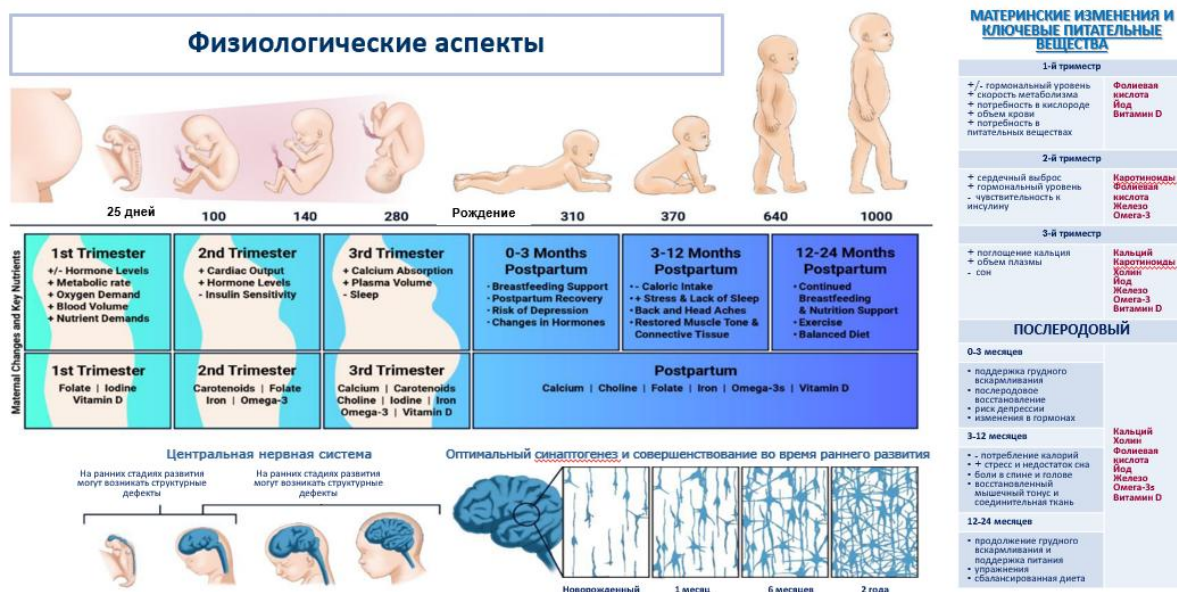 Физиологические аспекты
25 дней
100
140
280
Рождение
310
370
640
1000
Maternal Changes and Key Nutrients
1st Trimester
+/- Hormone Levels
+ Metabolic rate
+ Oxygen Demand
+ Blood Volume
+ Nutrient Demands
2nd Trimester
+ Cardiac Output
+ Hormone Levels
- Insulin Sensitivity
3rd Trimester
+ Calcium Absorption
+ Plasma Volume
- Sleep
0-3 Months
Postpartum
• Breastfeeding Support
• Postpartum Recovery
• Risk of Depression
• Changes in Hormones
3-12 Months
Postpartum
• - Caloric Intake
• + Stress & Lack of Sleep
• Back and Head Aches
• Restored Muscle Tone &
Connective Tissue
12-24 Months
Postpartum
• Continued
Breastfeeding
& Nutrition Support
• Exercise
• Balanced Diet
1st Trimester
Folate | Iodine
Vitamin D
2nd Trimester
Carotenoids | Folate
Iron | Omega-3
3rd Trimester
Calcium | Carotenoids
Choline | Iodine | Iron
Omega-3 | Vitamin D
Postpartum
Calcium | Choline | Folate | Iron | Omega-3s | Vitamin D
Центральная нервная система
На ранних стадиях развития
могут возникать структурные
дефекты
На ранних стадиях развития
могут возникать структурные
дефекты
Оптимальный синаптогенез и совершенствование во время раннего развития
Новорожденный
1 месяц
6 месяцев
2 года
МАТЕРИНСКИЕ ИЗМЕНЕНИЯ И
КЛЮЧЕВЫЕ ПИТАТЕЛЬНЫЕ
ВЕЩЕСТВА
1-й триместр
+/- гормональный уровень
+ скорость метаболизма
+ потребность в кислороде
+ объем крови
+ потребность в
питательных веществах
Фолиевая
кислота
Йод
Витамин D
2-й триместр
+ сердечный выброс
+ гормональный уровень
- чувствительность к
инсулину
Каротиноиды
Фолиевая
кислота
Железо
Омега-3
3-й триместр
+ поглощение кальция
+ объем плазмы
- сон
Кальций
Каротиноиды
Холин
Йод
Железо
Омега-3
Витамин D
ПОСЛЕРОДОВЫЙ
0-3 месяцев
• поддержка грудного
вскармливания
• послеродовое
восстановление
• риск депрессии
• изменения в гормонах
3-12 месяцев
• - потребление калорий
• + стресс и недостаток сна
• боли в спине и голове
• восстановленный
мышечный тонус и
соединительная ткань
12-24 месяцев
• продолжение грудного
вскармливания и
поддержка питания
• упражнения
• сбалансированная диета
Кальций
Холин
Фолиевая
кислота
Йод
Железо
Омега-3s
Витамин D